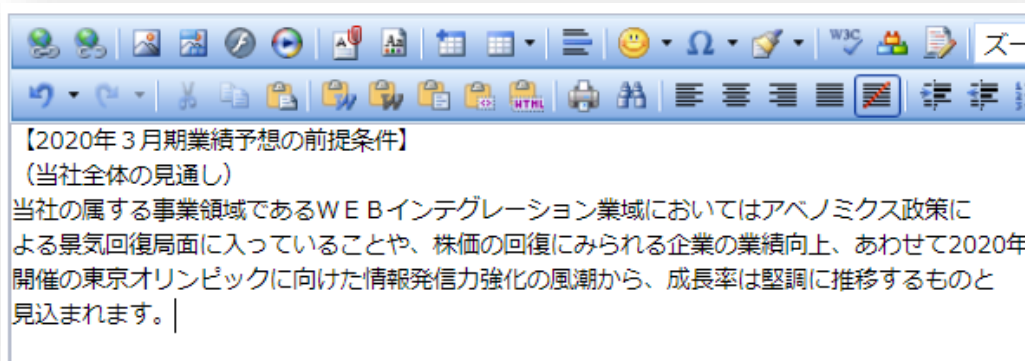 W3C
ズー
HTML
【2020年３月期業績予想の前提条件】
（当社全体の見通し）
当社の属する事業領域であるＷＥＢインテグレーション業域においてはアベノミクス政策に
よる景気回復局面に入っていることや、株価の回復にみられる企業の業績向上、あわせて2020年
開催の東京オリンピックに向けた情報発信力強化の風潮から、成長率は堅調に推移するものと
見込まれます。